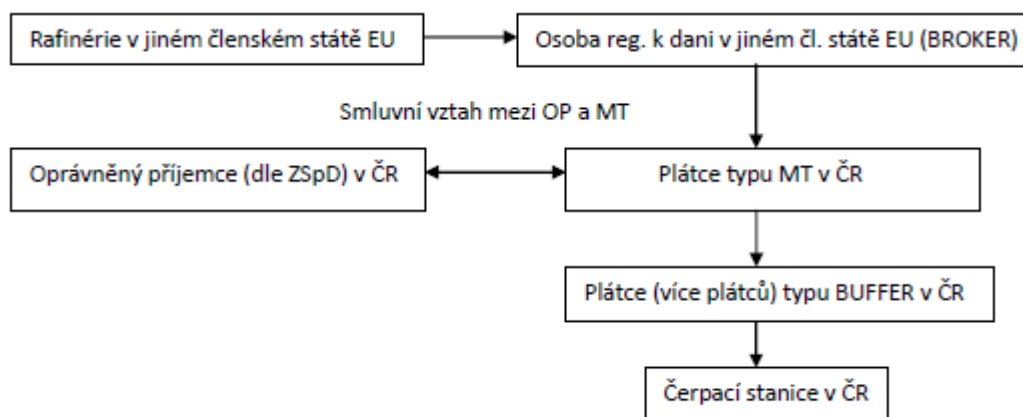 Rafinérie v jiném členském státě EU
Osoba reg. k dani v jiném čl. státě EU (BROKER)
Smluvní vztah mezi OP a MT
Oprávněný příjemce (dle ZSpD) v ČR
Plátce typu MT v ČR
Plátce (více plátců) typu BUFFER v ČR
Čerpací stanice v ČR